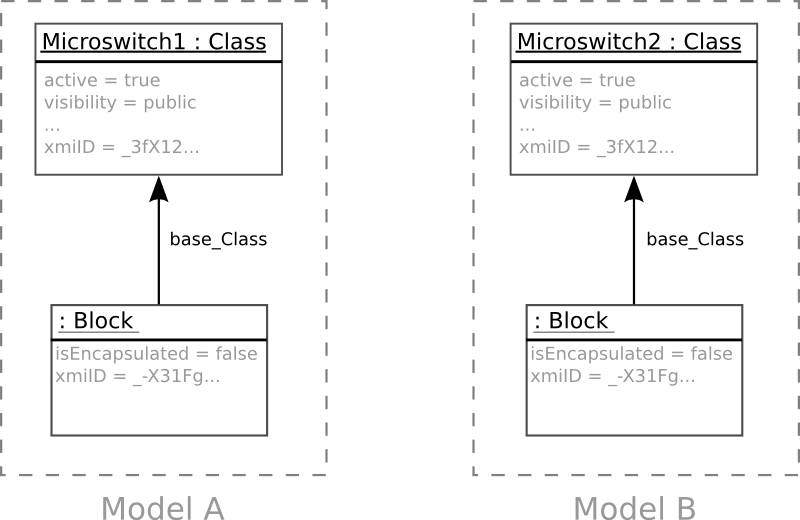 Microswitch1 : Class
active = true
visibility = public
...
xmiID = _3fX12...
base_Class
: Block
isEncapsulated = false
xmiID = _-X31Fg...
Model A
Microswitch2 : Class
active = true
visibility = public
...
xmiID = _3fX12...
base_Class
: Block
isEncapsulated = false
xmiID = _-X31Fg...
Model B